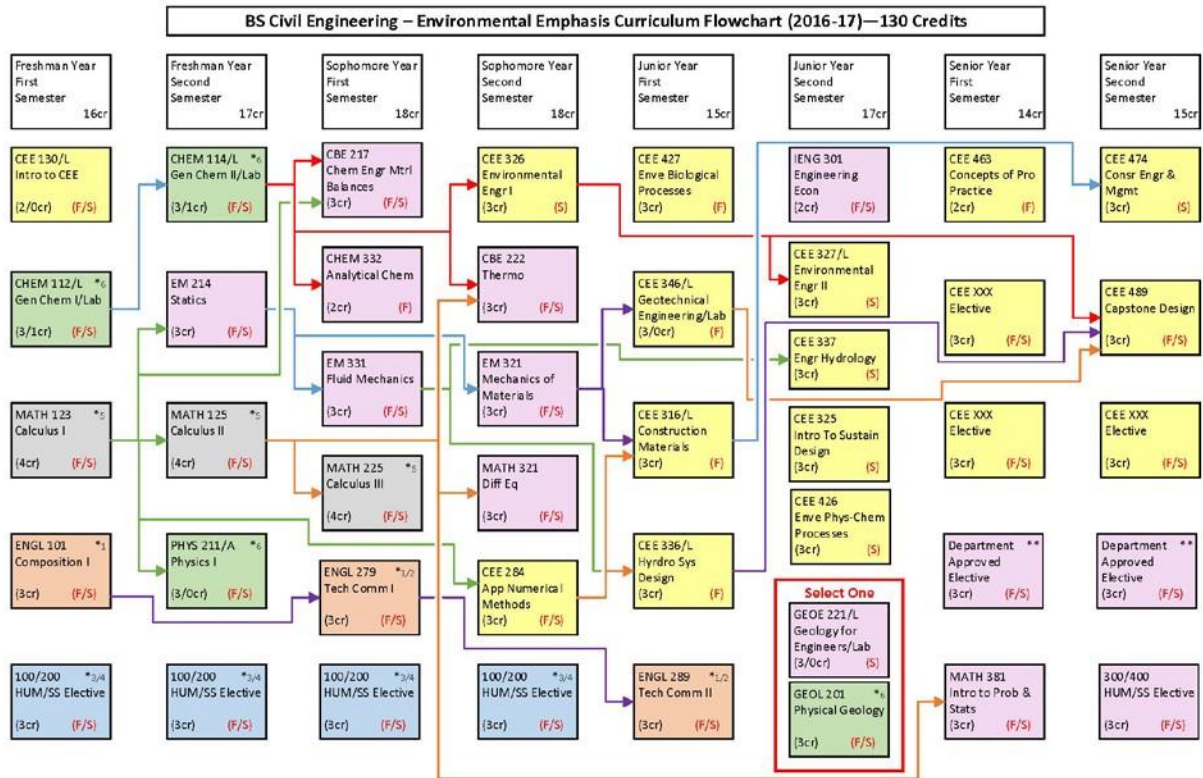 BS Civil Engineering – Environmental Emphasis Curriculum Flowchart (2016-17)—130 Credits
Freshman Year
First
Semester
16cr
Freshman Year
Second
Semester
17cr
Sophomore Year
First
Semester
18cr
Sophomore Year
Second
Semester
18cr
Junior Year
First
Semester
15cr
Junior Year
Second
Semester
17cr
Senior Year
First
Semester
14cr
Senior Year
Second
Semester
15cr
CEE 130/L
Intro to CEE
(2/0cr) (F/S)
CHEM 112/L *6
Gen Chem I/Lab
(3/1cr) (F/S)
MATH 123 *5
Calculus I
(4cr) (F/S)
ENGL 101 *1
Composition I
(3cr) (F/S)
100/200 *3/4
HUM/SS Elective
(3cr) (F/S)
CHEM 114/L *6
Gen Chem II/Lab
(3/1cr) (F/S)
EM 214
Statics
(3cr) (F/S)
MATH 125 *5
Calculus II
(4cr) (F/S)
PHYS 211/A *6
Physics I
(3/0cr) (F/S)
100/200 *3/4
HUM/SS Elective
(3cr) (F/S)
CBE 217
Chem Engr Mtrl
Balances
(3cr) (F/S)
CHEM 332
Analytical Chem
(2cr) (F)
EM 331
Fluid Mechanics
(3cr) (F/S)
MATH 225 *5
Calculus III
(4cr) (F/S)
ENGL 279 *1/2
Tech Comm I
(3cr) (F/S)
100/200 *3/4
HUM/SS Elective
(3cr) (F/S)
CEE 326
Environmental
Engr I
(3cr) (S)
CBE 222
Thermo
(3cr) (F/S)
EM 321
Mechanics of
Materials
(3cr) (F/S)
MATH 321
Diff Eq
(3cr) (F/S)
CEE 284
App Numerical
Methods
(3cr) (F/S)
100/200 *3/4
HUM/SS Elective
(3cr) (F/S)
CEE 427
Enve Biological
Processes
(3cr) (F)
CEE 346/L
Geotechnical
Engineering/Lab
(3/0cr) (F)
CEE 316/L
Construction
Materials
(3cr) (F)
CEE 336/L
Hyrdro Sys
Design
(3cr) (F)
ENGL 289 *1/2
Tech Comm II
(3cr) (F/S)
IENG 301
Engineering
Econ
(2cr) (F/S)
CEE 327/L
Environmental
Engr II
(3cr) (S)
CEE 337
Engr Hydrology
(3cr) (S)
CEE 325
Intro To Sustain
Design
(3cr) (S)
CEE 426
Enve Phys-Chem
Processes
(3cr) (S)
Select One
GEOE 221/L
Geology for
Engineers/Lab
(3/0cr) (S)
GEOL 201 *6
Physical Geology
(3cr) (F/S)
CEE 463
Concepts of Pro
Practice
(2cr) (F)
CEE XXX
Elective
(3cr) (F/S)
CEE XXX
Elective
(3cr) (F/S)
Department **
Approved
Elective
(3cr) (F/S)
MATH 381
Intro to Prob &
Stats
(3cr) (F/S)
CEE 474
Consr Engr &
Mgmt
(3cr) (S)
CEE 489
Capstone Design
(3cr) (F/S)
CEE XXX
Elective
(3cr) (F/S)
Department **
Approved
Elective
(3cr) (F/S)
300/400
HUM/SS Elective
(3cr) (F/S)